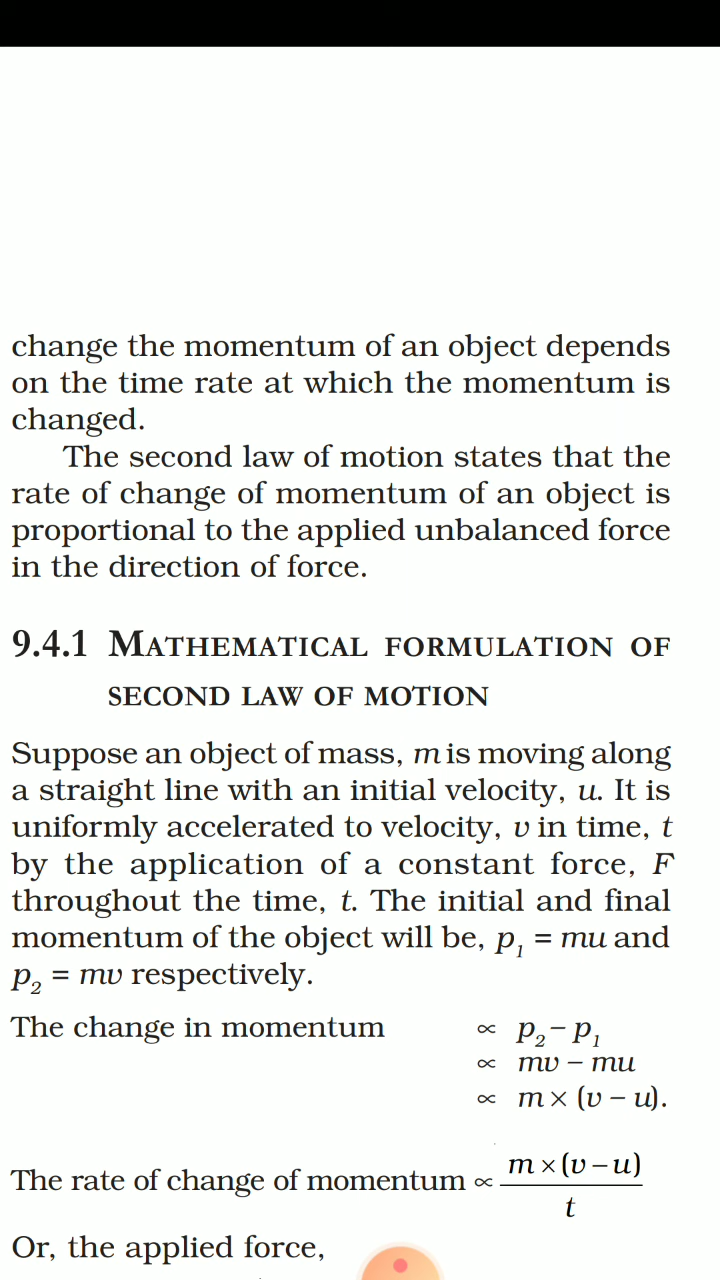 change the momentum of an object depends
on the time rate at which the momentum is
changed.
The second law of motion states that the
rate of change of momentum of an object is
proportional to the applied unbalanced force
in the direction of force.
9.4.1 MATHEMATICAL FORMULATION OF
SECOND LAW OF MOTION
Suppose an object of mass, m is moving along
a straight line with an initial velocity, u. It is
uniformly accelerated to velocity, v in time, t
by the application of a constant force, F
throughout the time, t. The initial and final
momentum of the object will be, p₁ = mu and
p₂ = mv respectively.
The change in momentum ∝ p₂ – p₁
∝ mv – mu
∝ m × (v – u).
The rate of change of momentum ∝ m × (v – u)
t
Or, the applied force,